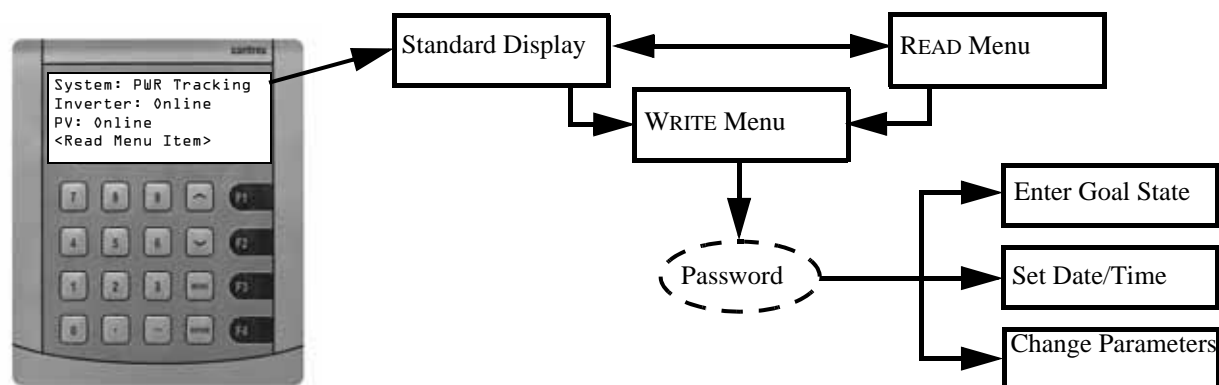 xantrex
System: PWR Tracking
Inverter: Online
PV: Online
<Read Menu Item>
7 8 9 F1
4 5 6 F2
1 2 3 MENU F3
0 . - ENTER F4
Standard Display
READ Menu
WRITE Menu
Password
Enter Goal State
Set Date/Time
Change Parameters